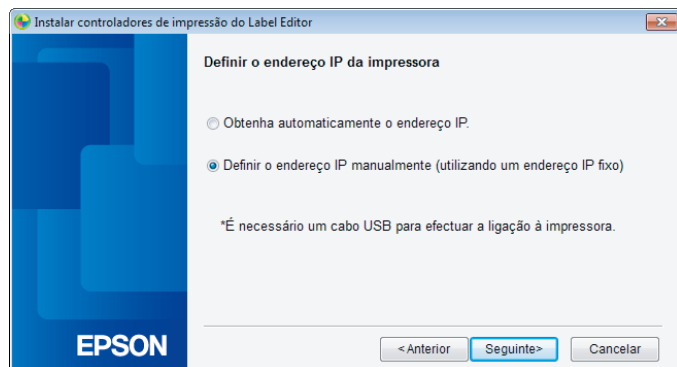 Instalar controladores de impressão do Label Editor
Definir o endereço IP da impressora
Obtenha automaticamente o endereço IP.
Definir o endereço IP manualmente (utilizando um endereço IP fixo)
*É necessário um cabo USB para efectuar a ligação à impressora.
EPSON
<Anterior
Seguinte>
Cancelar